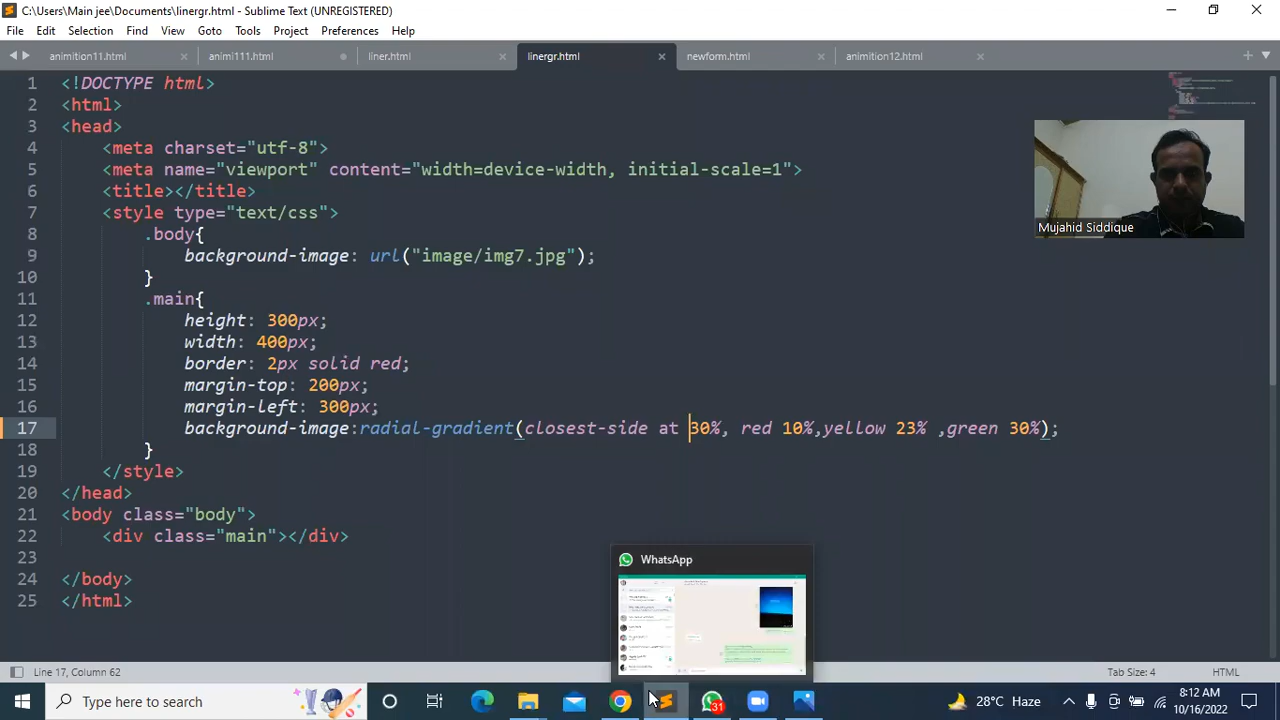 C:\Users\Main jee\Documents\linergr.html - Sublime Text (UNREGISTERED)
File Edit Selection Find View Goto Tools Project Preferences Help
animition11.html animi111.html liner.html linergr.html newform.html animition12.html
1 <!DOCTYPE html>
2 <html>
3 <head>
4 <meta charset="utf-8">
5 <meta name="viewport" content="width=device-width, initial-scale=1">
6 <title></title>
7 <style type="text/css">
8 .body{
9 background-image: url("image/img7.jpg");
10 }
11 .main{
12 height: 300px;
13 width: 400px;
14 border: 2px solid red;
15 margin-top: 200px;
16 margin-left: 300px;
17 background-image:radial-gradient(closest-side at 30%, red 10%,yellow 23% ,green 30%);
18 }
19 </style>
20 </head>
21 <body class="body">
22 <div class="main"></div>
23
24 </body>
25 </html>
Mujahid Siddique
WhatsApp
Line 17, Column 62 Tab Size: 4 HTML
Type here to search
31
28°C Haze
8:12 AM
10/16/2022